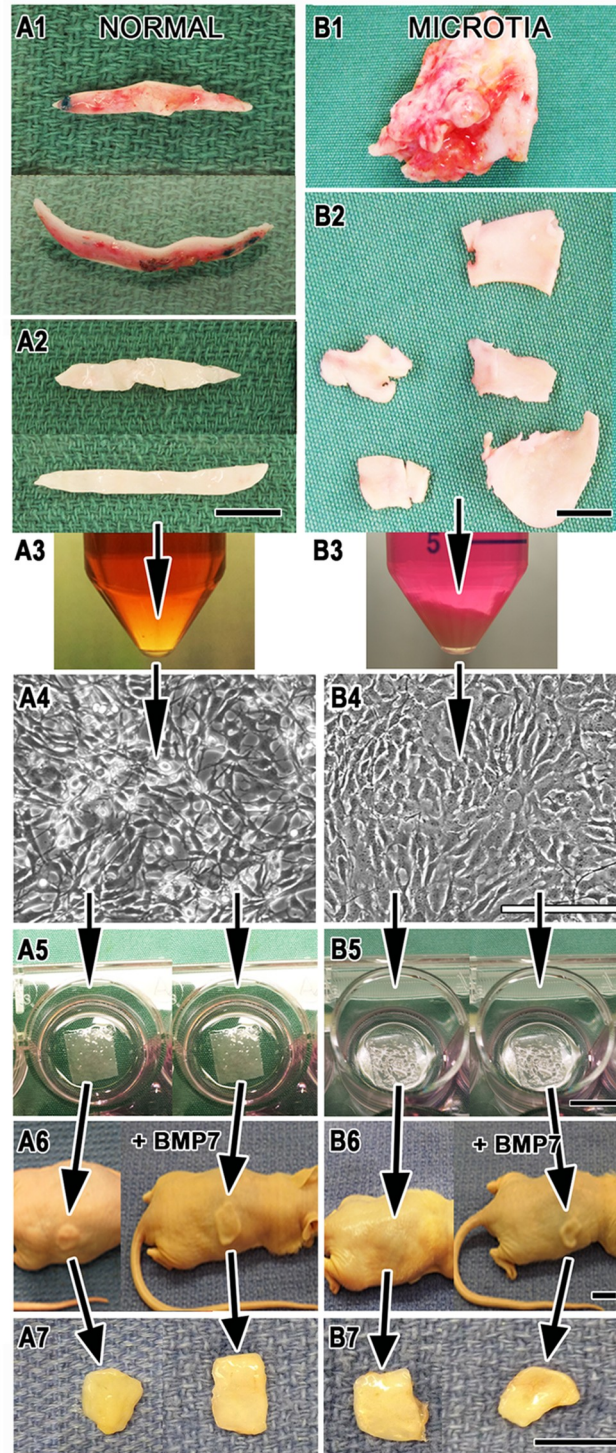 A1 NORMAL
B1 MICROTIA
B2
A2
A3
B3
5
A4
B4
A5
B5
A6
+ BMP7
B6
+ BMP7
A7
B7